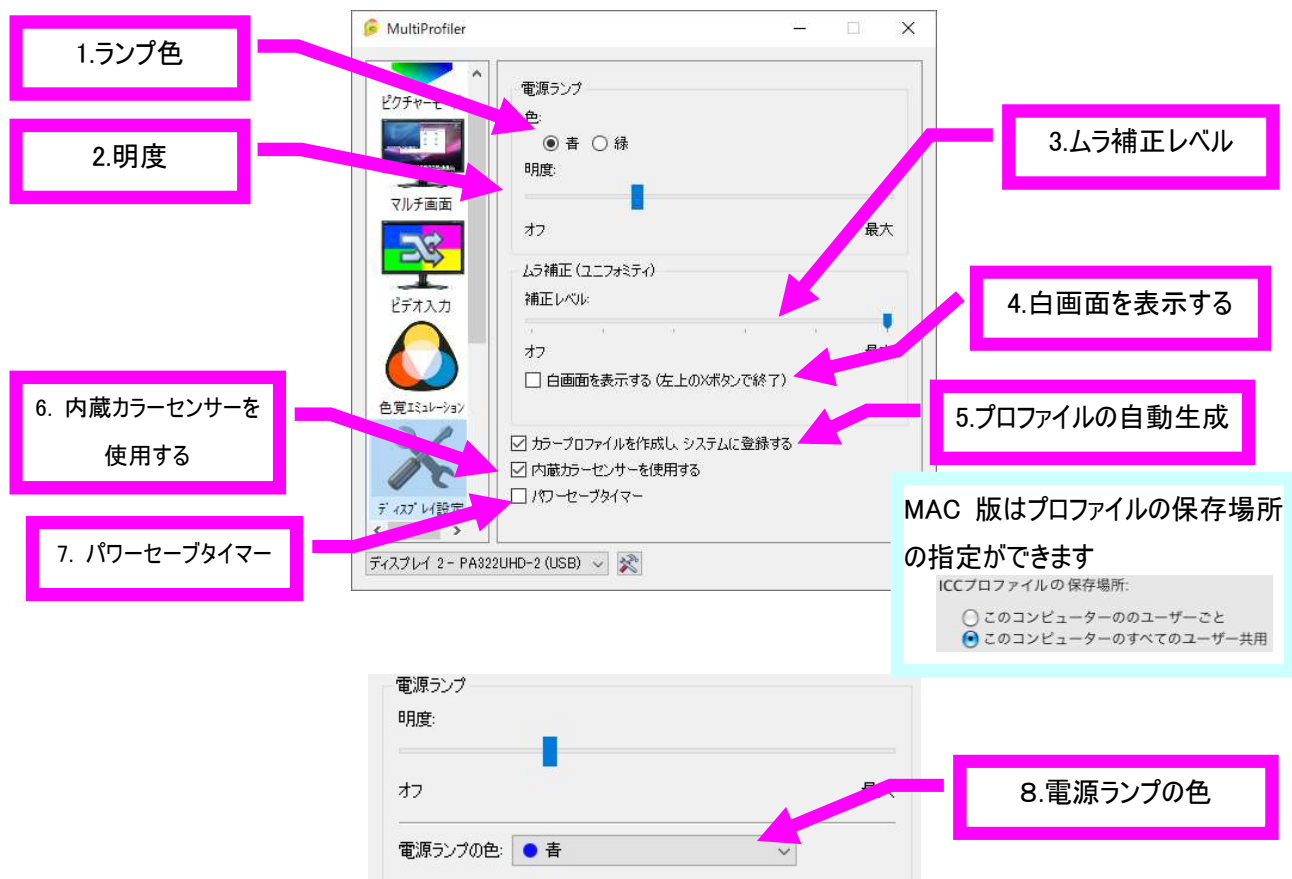 1.ランプ色
2.明度
3.ムラ補正レベル
4.白画面を表示する
5.プロファイルの自動生成
6. 内蔵カラーセンサーを
使用する
7. パワーセーブタイマー
MultiProfiler
マルチ画面
ビデオ入力
色覚エミュレーション
ディスプレイ設定
電源ランプ
色:
青 緑
明度:
オフ 最大
ムラ補正(ユニフォミティ)
補正レベル:
オフ
白画面を表示する(左上のXボタンで終了)
カラープロファイルを作成し、システムに登録する
内蔵カラーセンサーを使用する
パワーセーブタイマー
ディスプレイ 2 - PA322UHD-2 (USB)
MAC 版はプロファイルの保存場所
の指定ができます
ICCプロファイルの保存場所:
このコンピューターののユーザーごと
このコンピューターのすべてのユーザー共用
電源ランプ
明度:
オフ
電源ランプの色: 青
8.電源ランプの色